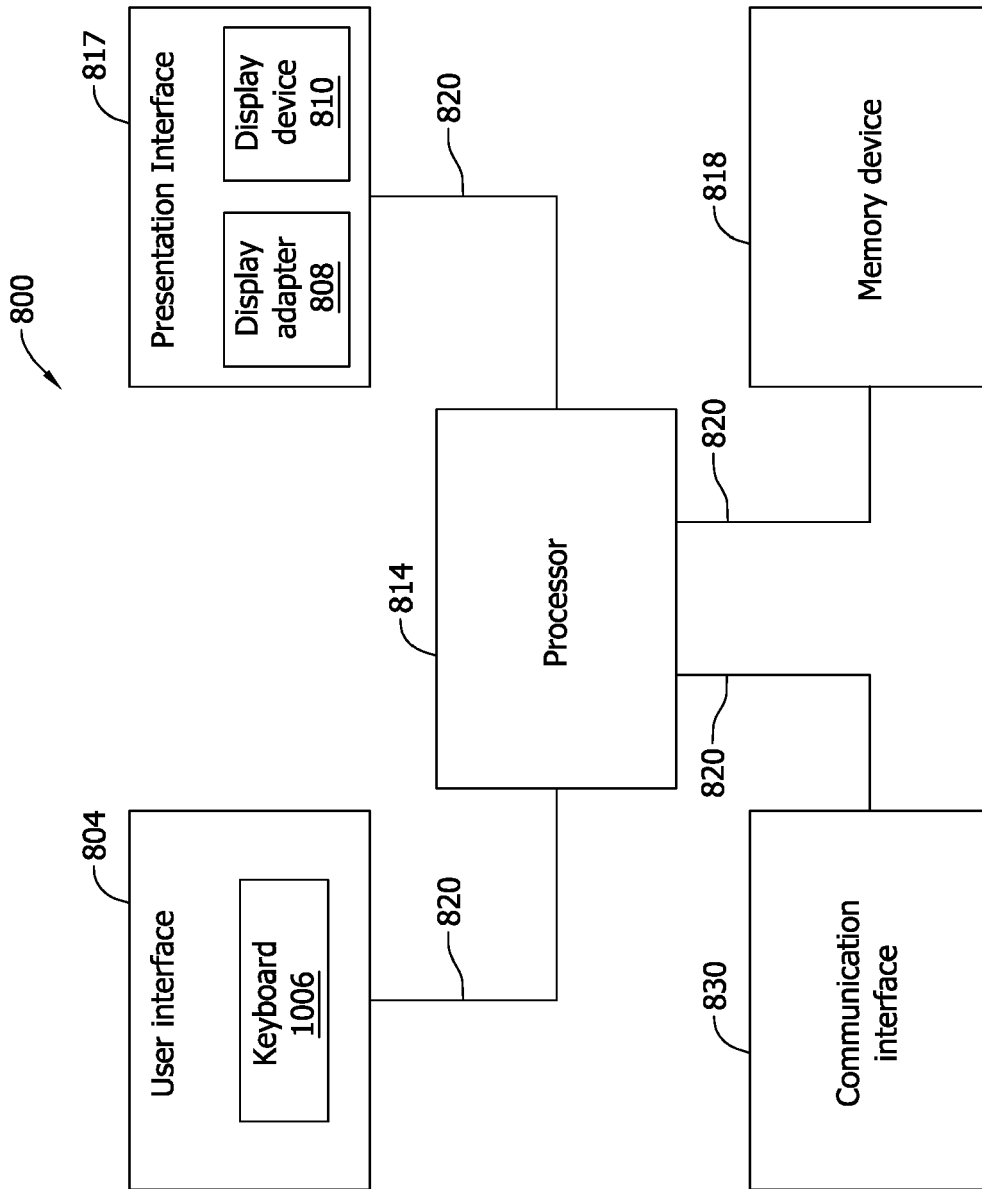 800
804
User interface
Keyboard
1006
820
817
Presentation Interface
Display
adapter
808
Display
device
810
820
814
Processor
820
820
830
Communication
interface
818
Memory device